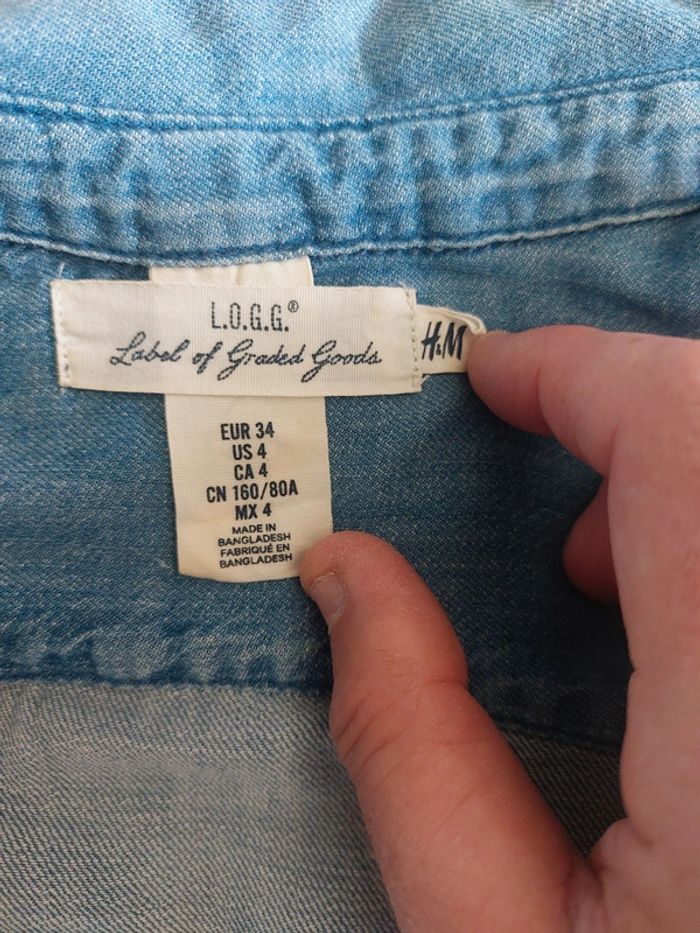 L.O.G.G.®
Label of Graded Goods
H&M
EUR 34
US 4
CA 4
CN 160/80A
MX 4
MADE IN
BANGLADESH
FABRIQUÉ EN
BANGLADESH